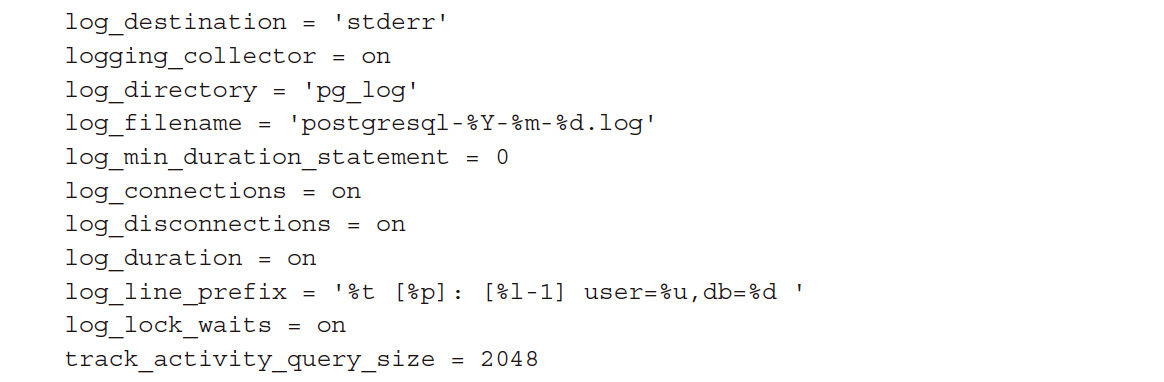 log_destination = 'stderr'
logging_collector = on
log_directory = 'pg_log'
log_filename = 'postgresql-%Y-%m-%d.log'
log_min_duration_statement = 0
log_connections = on
log_disconnections = on
log_duration = on
log_line_prefix = '%t [%p]: [%l-1] user=%u,db=%d '
log_lock_waits = on
track_activity_query_size = 2048